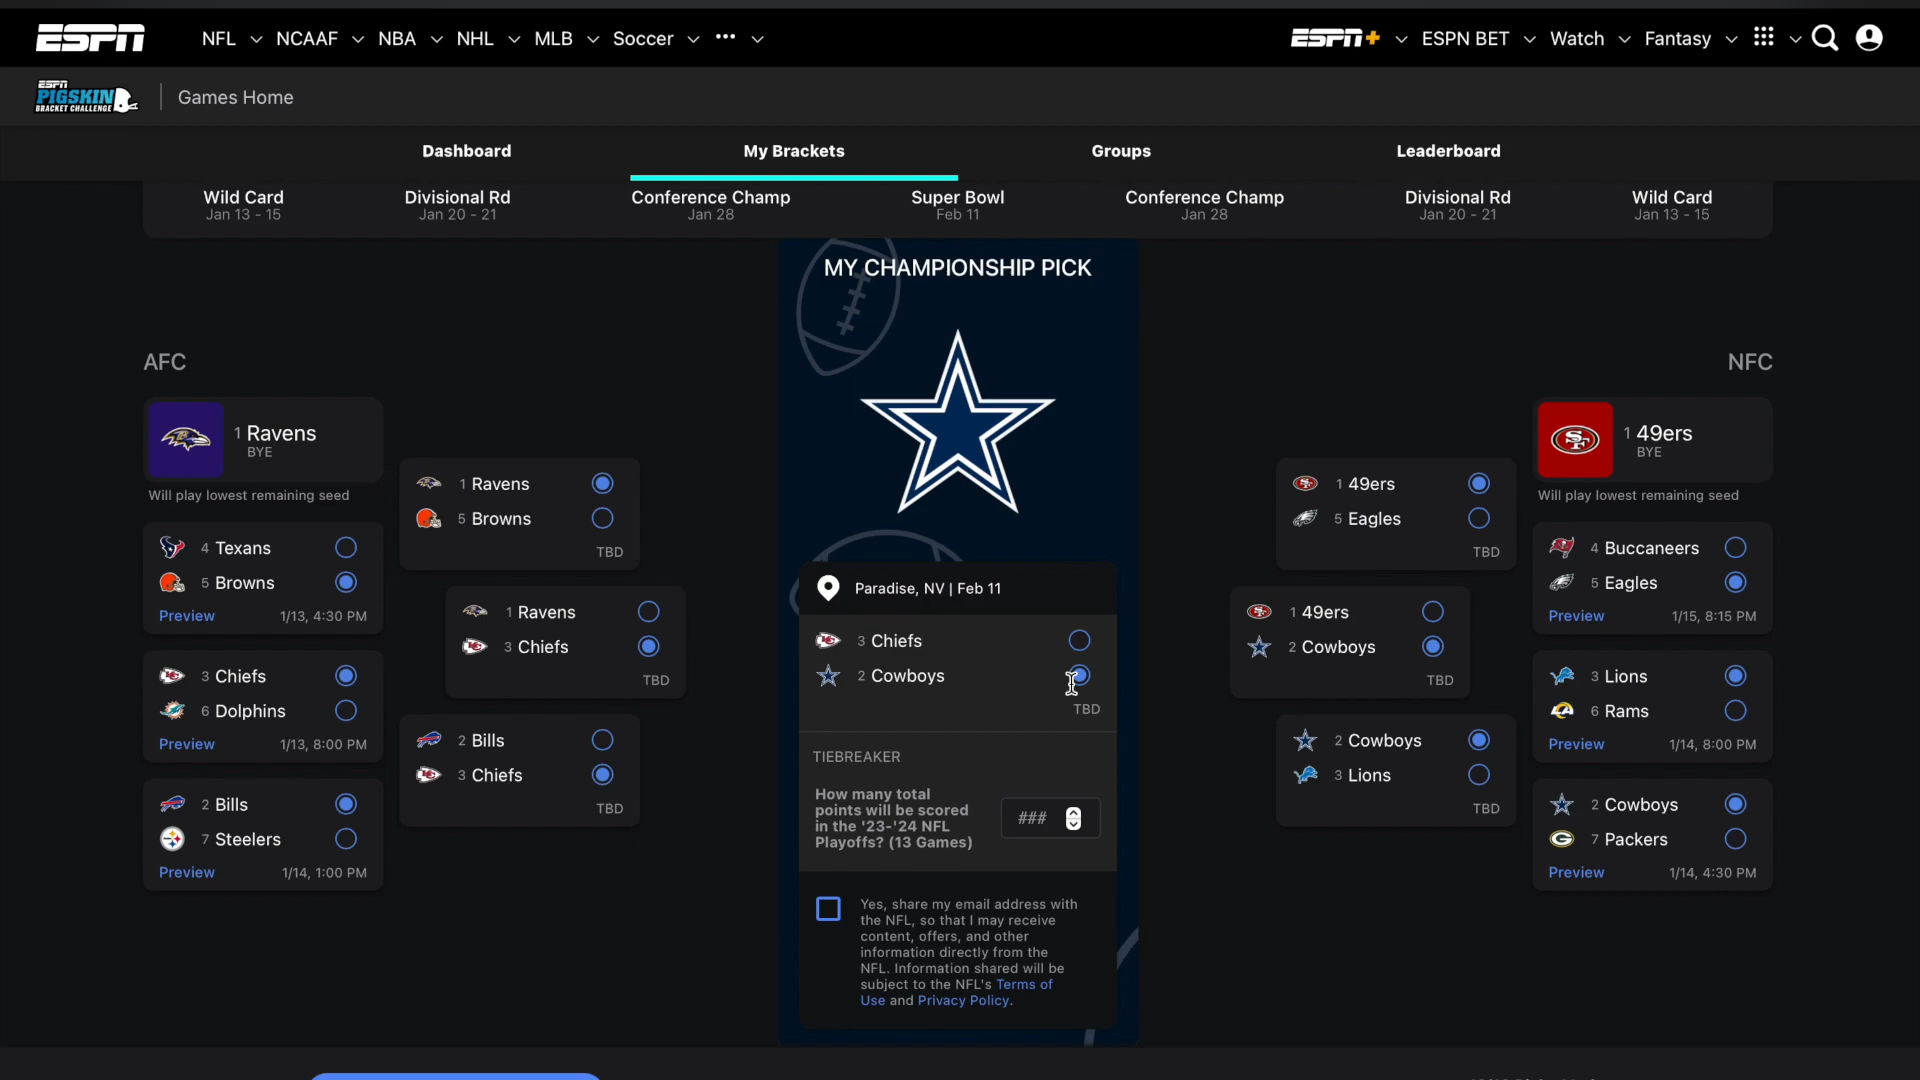 ESPN
NFL
NCAAF
NBA
NHL
MLB
Soccer
ESPN+
ESPN BET
Watch
Fantasy
ESPN
PIGSKIN
BRACKET CHALLENGE
Games Home
Dashboard
My Brackets
Groups
Leaderboard
Wild Card
Jan 13 - 15
Divisional Rd
Jan 20 - 21
Conference Champ
Jan 28
Super Bowl
Feb 11
Conference Champ
Jan 28
Divisional Rd
Jan 20 - 21
Wild Card
Jan 13 - 15
AFC
1 Ravens
BYE
Will play lowest remaining seed
4 Texans
5 Browns
Preview 1/13, 4:30 PM
3 Chiefs
6 Dolphins
Preview 1/13, 8:00 PM
2 Bills
7 Steelers
Preview 1/14, 1:00 PM
1 Ravens
5 Browns
TBD
2 Bills
3 Chiefs
TBD
1 Ravens
3 Chiefs
TBD
MY CHAMPIONSHIP PICK
Paradise, NV | Feb 11
3 Chiefs
2 Cowboys
TBD
TIEBREAKER
How many total
points will be scored
in the '23-'24 NFL
Playoffs? (13 Games)
###
Yes, share my email address with
the NFL, so that I may receive
content, offers, and other
information directly from the
NFL. Information shared will be
subject to the NFL's Terms of
Use and Privacy Policy.
1 49ers
2 Cowboys
TBD
1 49ers
5 Eagles
TBD
2 Cowboys
3 Lions
TBD
NFC
SF
1 49ers
BYE
Will play lowest remaining seed
4 Buccaneers
5 Eagles
Preview 1/15, 8:15 PM
3 Lions
6 Rams
Preview 1/14, 8:00 PM
2 Cowboys
7 Packers
Preview 1/14, 4:30 PM